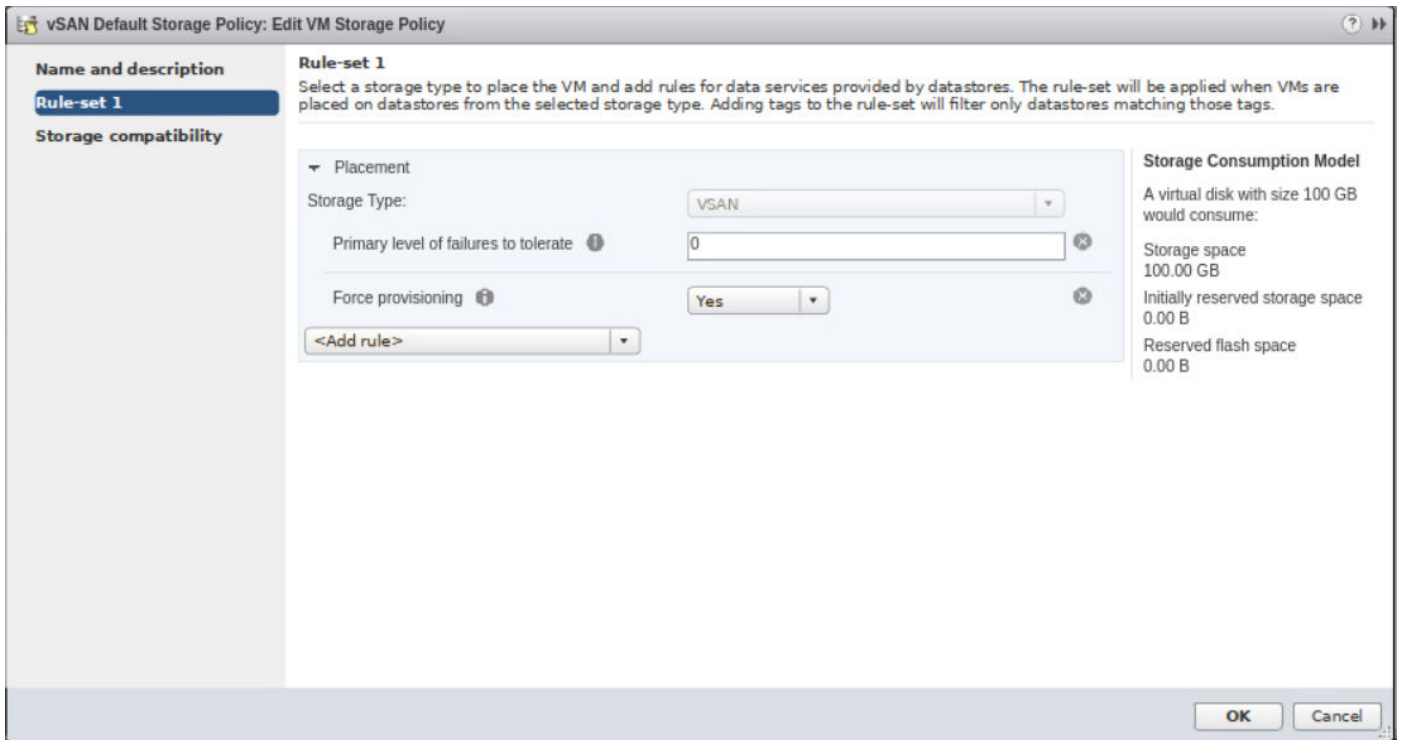 vSAN Default Storage Policy: Edit VM Storage Policy
Name and description
Rule-set 1
Storage compatibility
Rule-set 1
Select a storage type to place the VM and add rules for data services provided by datastores. The rule-set will be applied when VMs are
placed on datastores from the selected storage type. Adding tags to the rule-set will filter only datastores matching those tags.
Placement
Storage Type:
VSAN
Primary level of failures to tolerate
0
Force provisioning
Yes
<Add rule>
Storage Consumption Model
A virtual disk with size 100 GB
would consume:
Storage space
100.00 GB
Initially reserved storage space
0.00 B
Reserved flash space
0.00 B
OK
Cancel